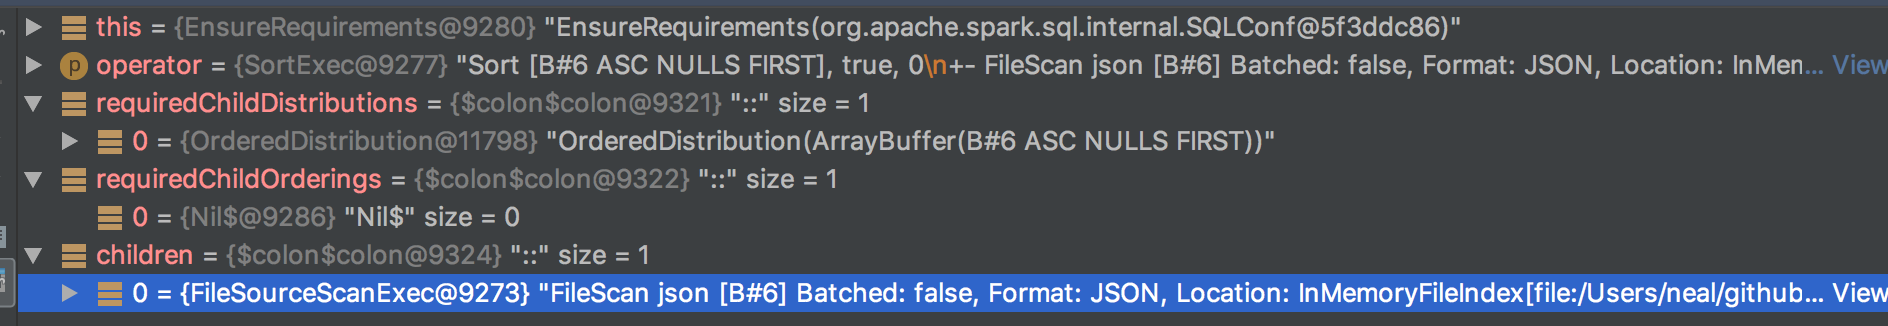 this = {EnsureRequirements@9280} "EnsureRequirements(org.apache.spark.sql.internal.SQLConf@5f3ddc86)"
p operator = {SortExec@9277} "Sort [B#6 ASC NULLS FIRST], true, 0\n+- FileScan json [B#6] Batched: false, Format: JSON, Location: InMem... View
requiredChildDistributions = {$colon$colon@9321} "::" size = 1
0 = {OrderedDistribution@11798} "OrderedDistribution(ArrayBuffer(B#6 ASC NULLS FIRST))"
requiredChildOrderings = {$colon$colon@9322} "::" size = 1
0 = {Nil$@9286} "Nil$" size = 0
children = {$colon$colon@9324} "::" size = 1
0 = {FileSourceScanExec@9273} "FileScan json [B#6] Batched: false, Format: JSON, Location: InMemoryFileIndex[file:/Users/neal/github... View